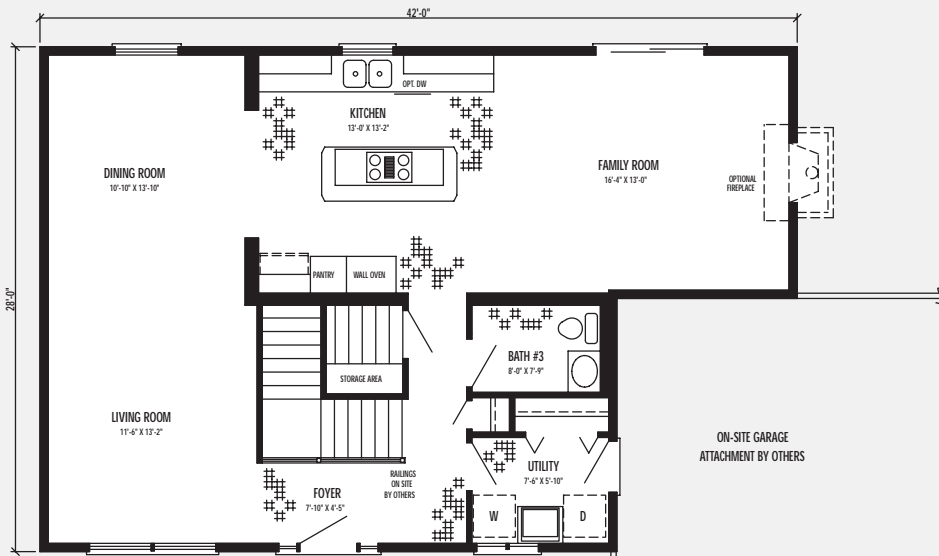 42'-0"
OPT. DW
KITCHEN
13'-0" X 13'-2"
DINING ROOM
10'-10" X 13'-10"
FAMILY ROOM
16'-4" X 13'-0"
OPTIONAL
FIREPLACE
PANTRY
WALL OVEN
28'-0"
BATH #3
8'-0" X 7'-9"
STORAGE AREA
LIVING ROOM
11'-6" X 13'-2"
ON-SITE GARAGE
ATTACHMENT BY OTHERS
UTILITY
7'-6" X 5'-10"
RAILINGS
ON SITE
BY OTHERS
FOYER
7'-10" X 4'-5"
W
D